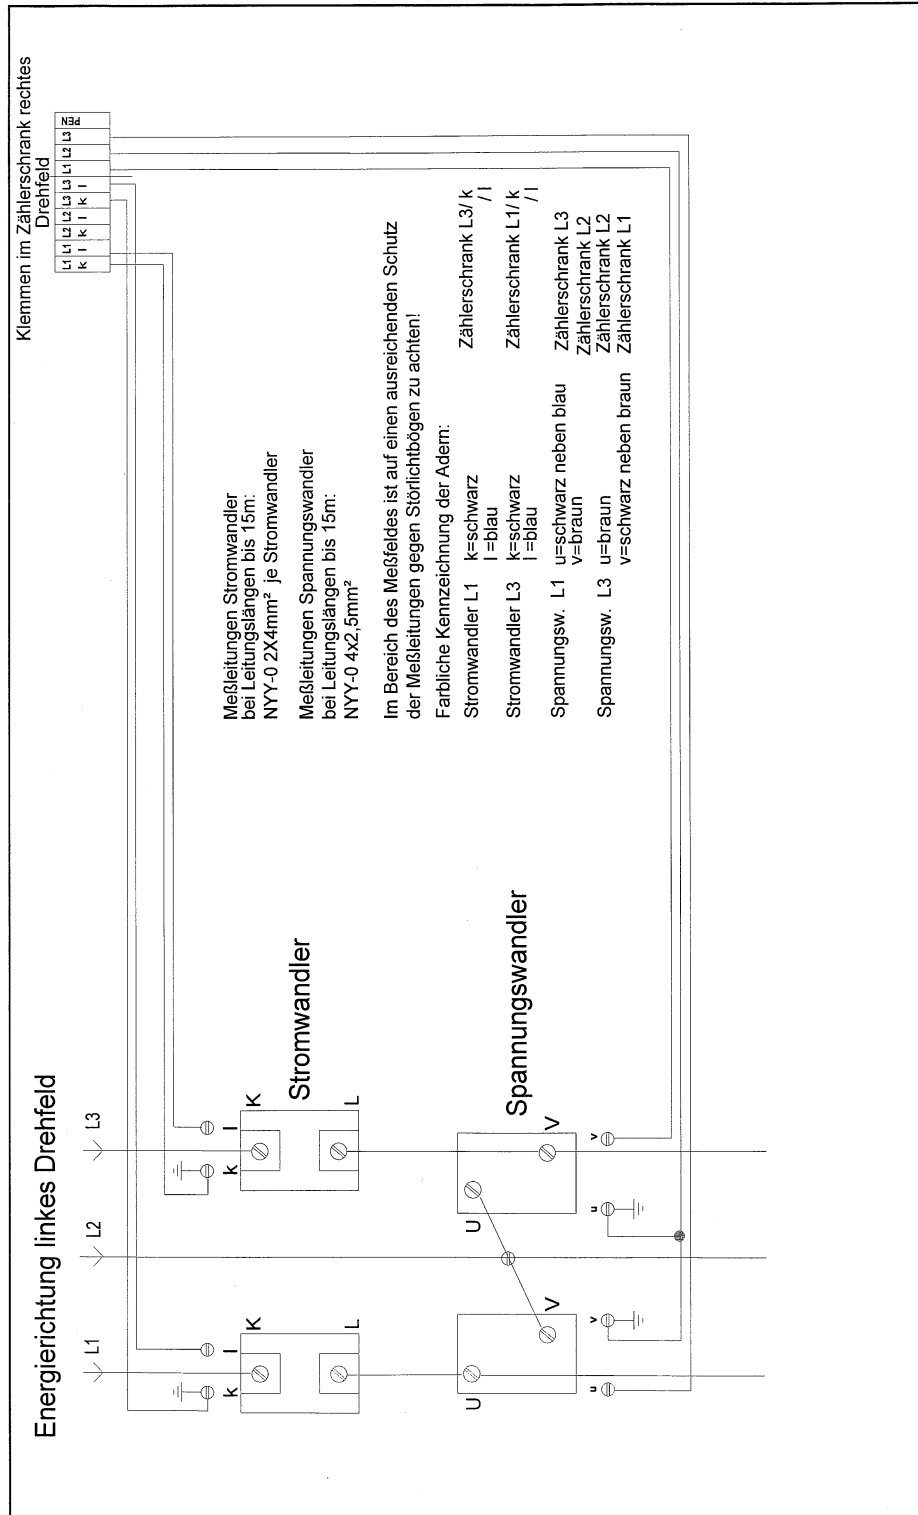 Energierichtung linkes Drehfeld
Klemmen im Zählerschrank rechtes
Drehfeld
L1 L1 L2 L2 L3 L3 L1 L2 L3 PEN
k l k l k l
L1
L2
L3
k
l
K
L
k
l
K
L
Stromwandler
U
V
U
V
u
v
u
v
Spannungswandler
Meßleitungen Stromwandler
bei Leitungslängen bis 15m:
NYY-0 2X4mm² je Stromwandler
Meßleitungen Spannungswandler
bei Leitungslängen bis 15m:
NYY-0 4x2,5mm²
Im Bereich des Meßfeldes ist auf einen ausreichenden Schutz
der Meßleitungen gegen Störlichtbögen zu achten!
Farbliche Kennzeichnung der Adern:
Stromwandler L1 k=schwarz Zählerschrank L3/ k
l =blau / l
Stromwandler L3 k=schwarz Zählerschrank L1/ k
l =blau / l
Spannungsw. L1 u=schwarz neben blau Zählerschrank L3
v=braun Zählerschrank L2
Spannungsw. L3 u=braun Zählerschrank L2
v=schwarz neben braun Zählerschrank L1